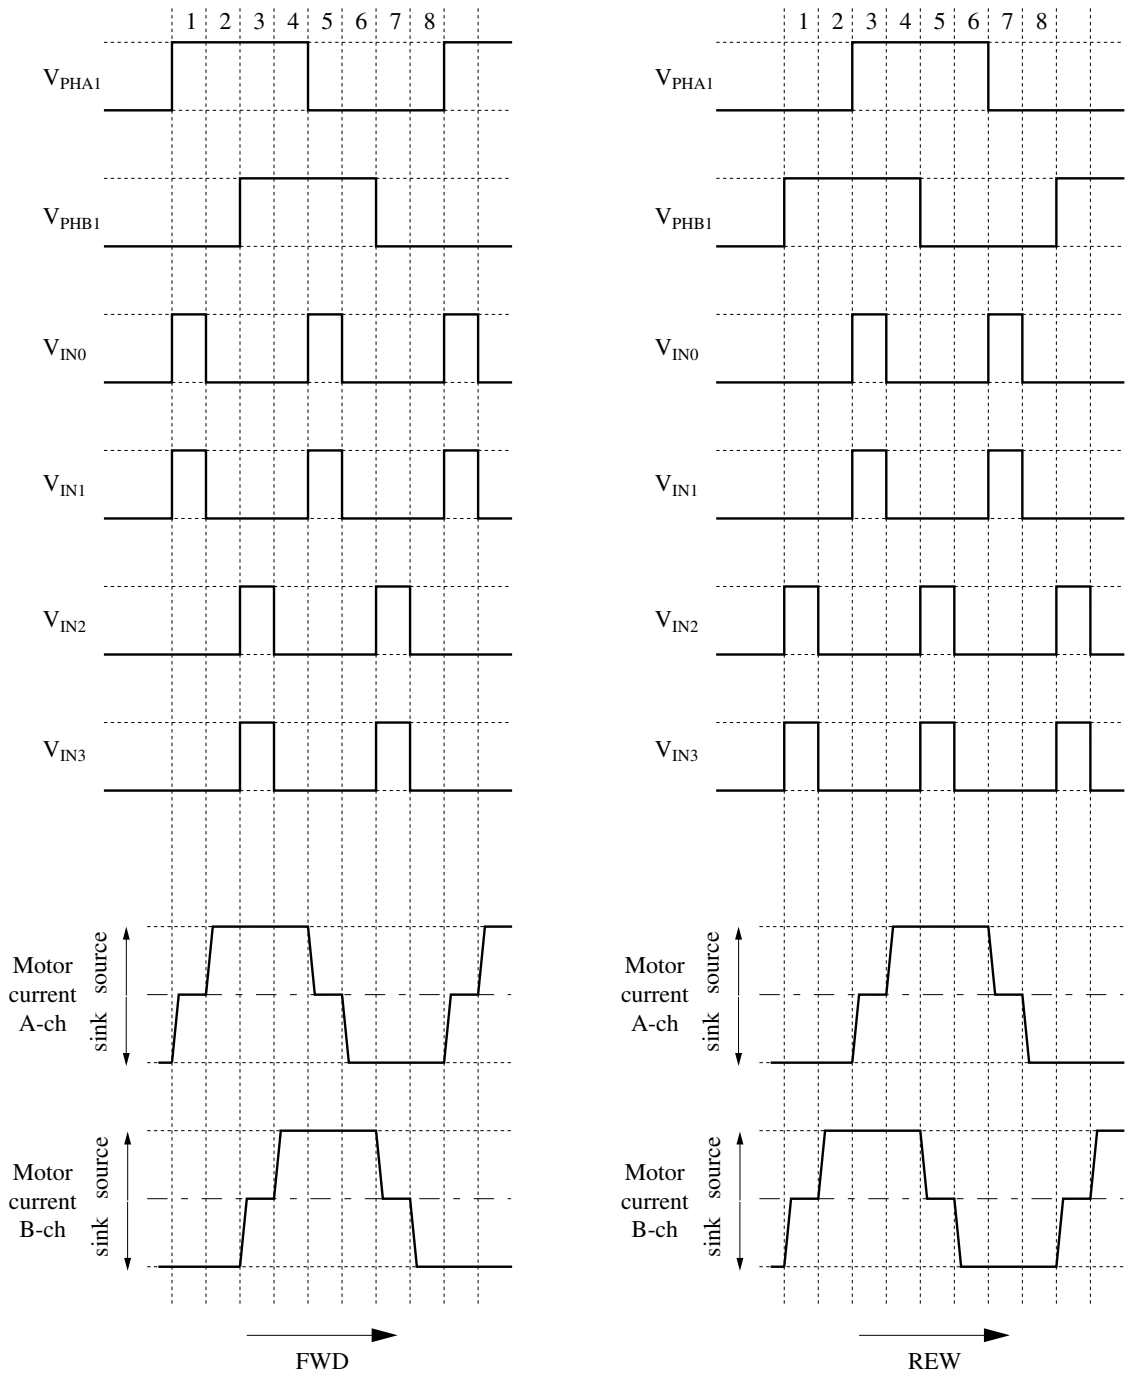 1 2 3 4 5 6 7 8
V_PHA1
V_PHB1
V_IN0
V_IN1
V_IN2
V_IN3
Motor
current
A-ch
source
sink
Motor
current
B-ch
source
sink
FWD
1 2 3 4 5 6 7 8
V_PHA1
V_PHB1
V_IN0
V_IN1
V_IN2
V_IN3
Motor
current
A-ch
source
sink
Motor
current
B-ch
source
sink
REW